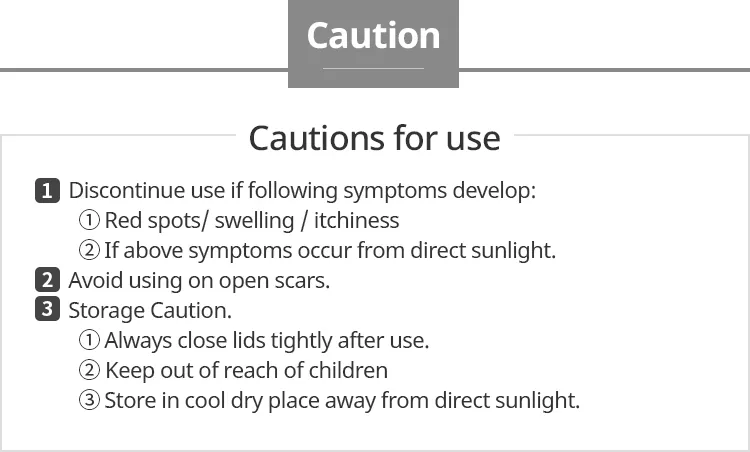 Caution
Cautions for use
1 Discontinue use if following symptoms develop:
① Red spots/ swelling / itchiness
② If above symptoms occur from direct sunlight.
2 Avoid using on open scars.
3 Storage Caution.
① Always close lids tightly after use.
② Keep out of reach of children
③ Store in cool dry place away from direct sunlight.